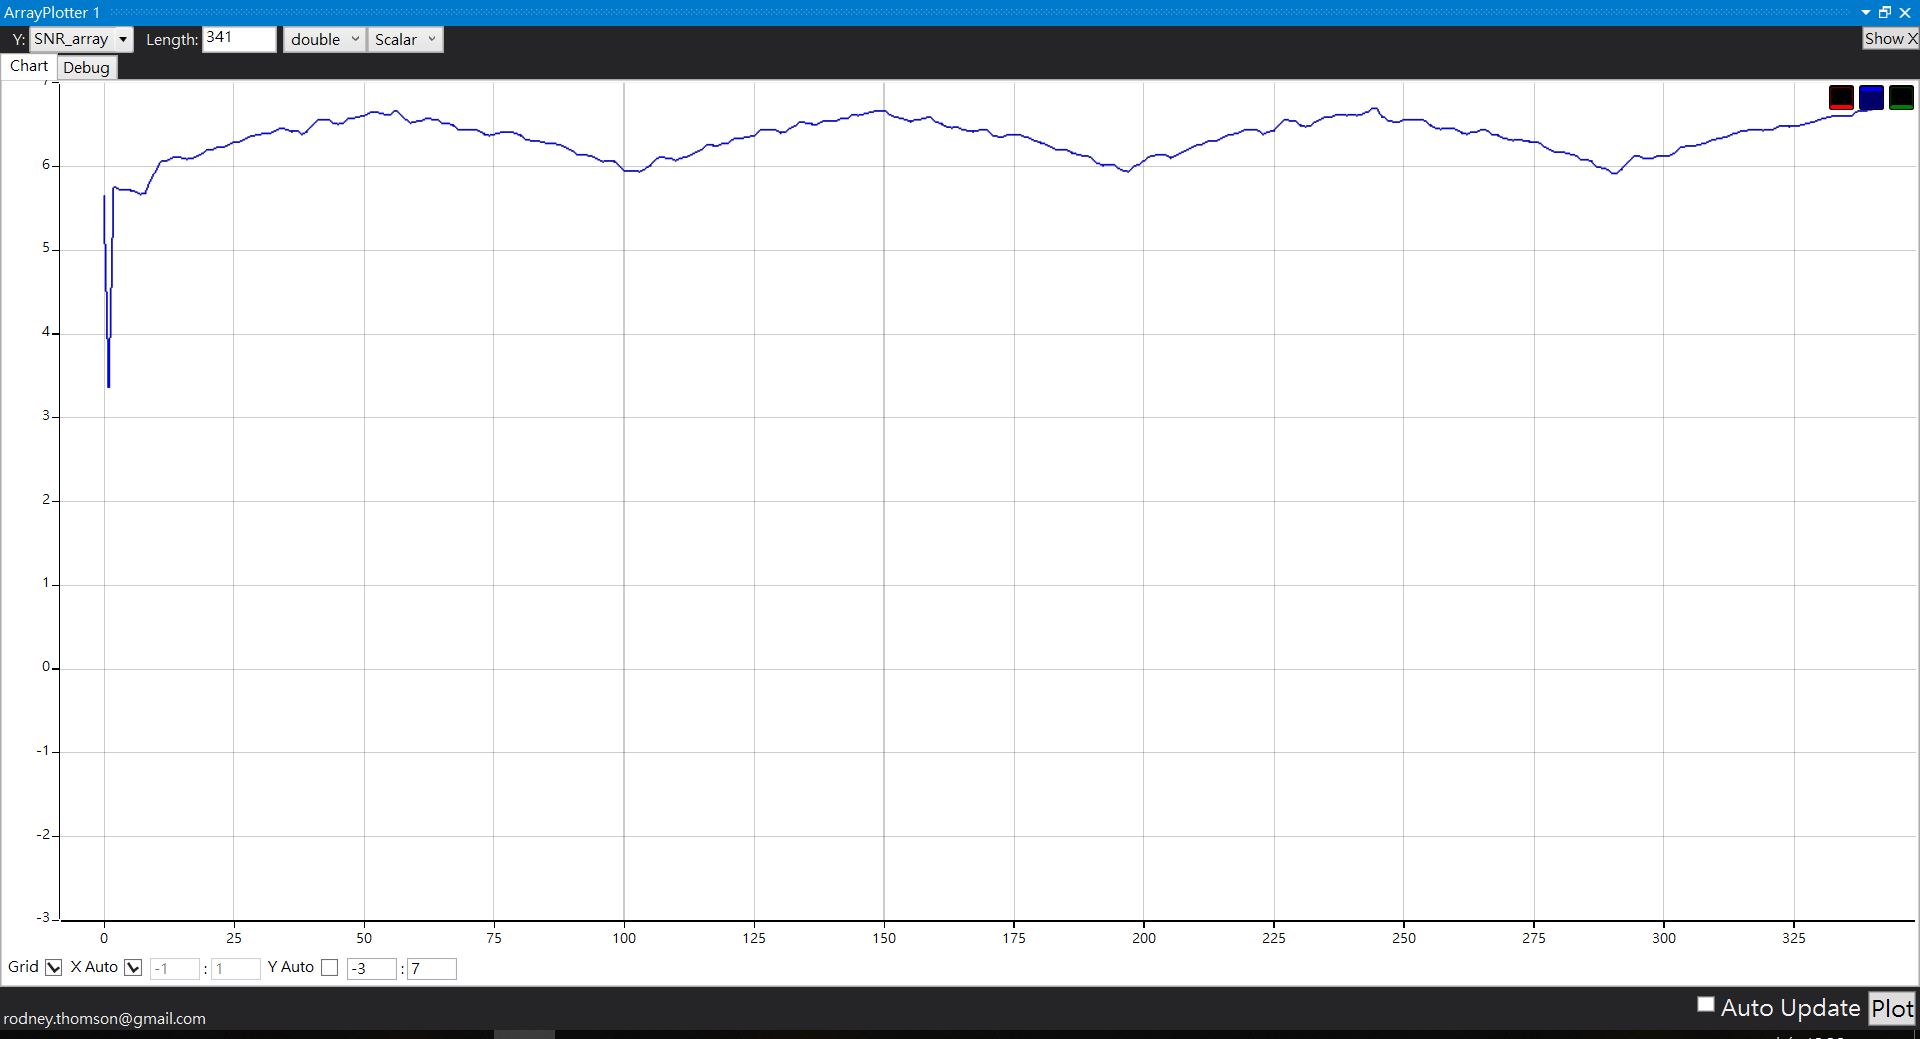 ArrayPlotter 1
Y: SNR_array Length: 341 double Scalar Show X
Chart Debug
7
6
5
4
3
2
1
0
-1
-2
-3
0 25 50 75 100 125 150 175 200 225 250 275 300 325
Grid X Auto -1 : 1 Y Auto -3 : 7
Auto Update Plot
rodney.thomson@gmail.com